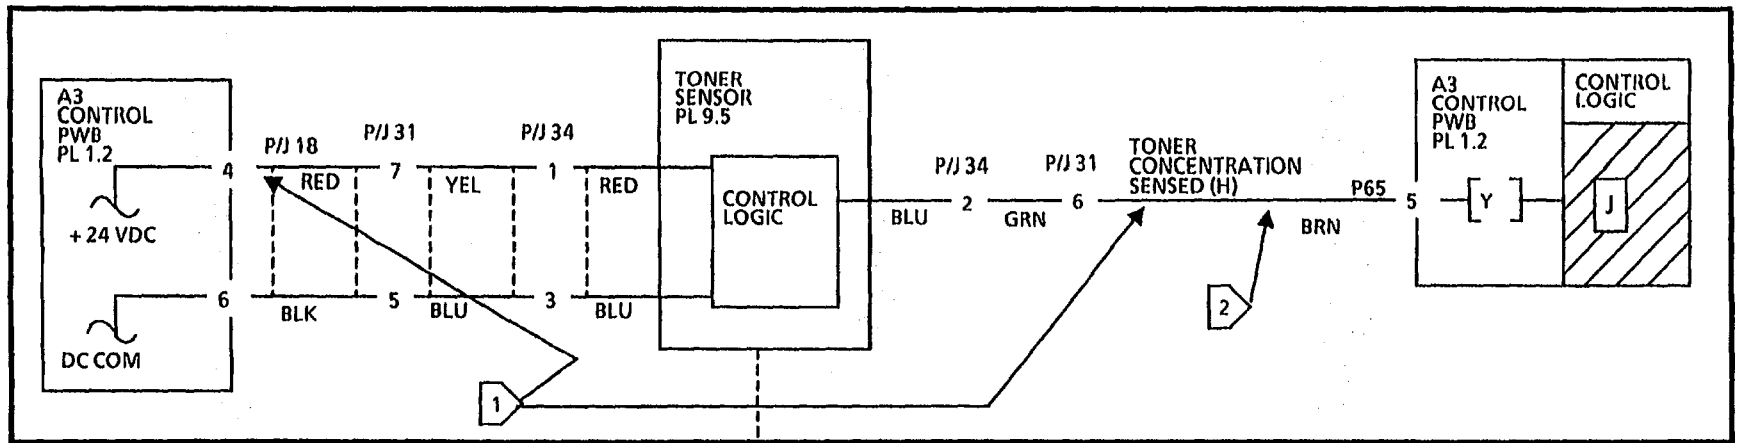 A3
CONTROL
PWB
PL 1.2
+ 24 VDC
DC COM
4
6
P/J 18
RED
BLK
P/J 31
7
5
YEL
BLU
P/J 34
1
3
RED
BLU
TONER
SENSOR
PL 9.5
CONTROL
LOGIC
BLU
P/J 34
2
GRN
P/J 31
6
TONER
CONCENTRATION
SENSED (H)
BRN
P65
5
A3
CONTROL
PWB
PL 1.2
Y
CONTROL
LOGIC
J
1
2